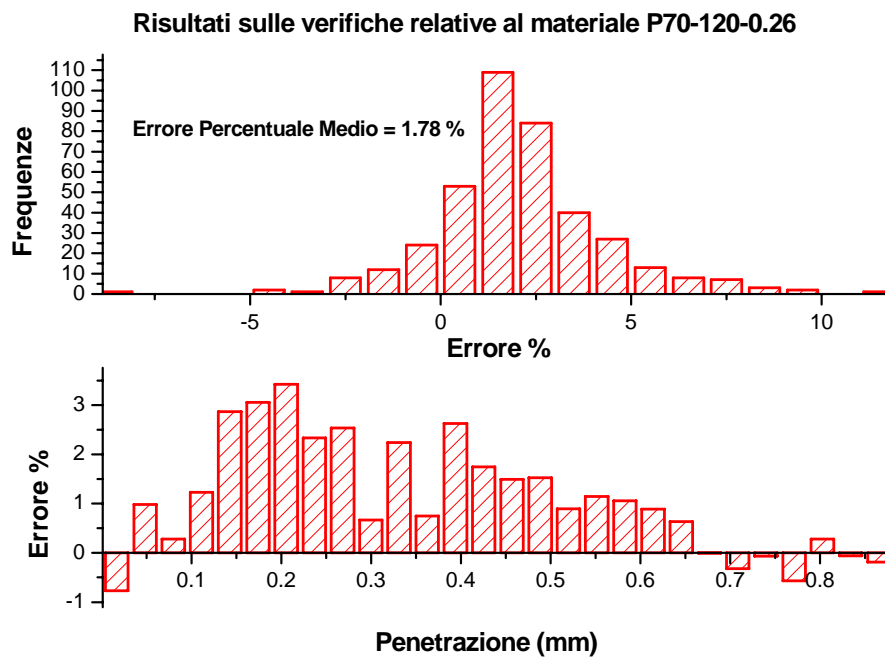 Risultati sulle verifiche relative al materiale P70-120-0.26
110
100
90
80
70
60
50
40
30
20
10
0
Frequenze
Errore Percentuale Medio = 1.78 %
-5 0 5 10
Errore %
3
2
1
0
-1
Errore %
0.1 0.2 0.3 0.4 0.5 0.6 0.7 0.8
Penetrazione (mm)